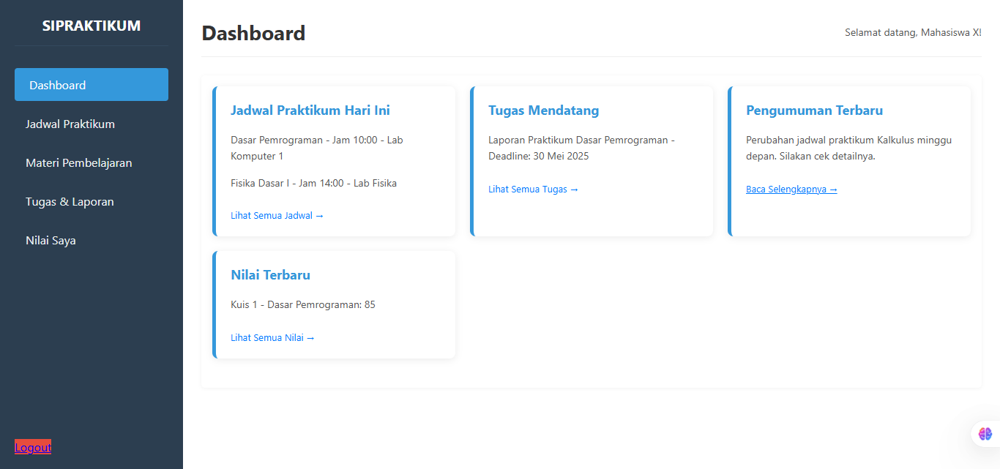 SIPRAKTIKUM
Dashboard
Jadwal Praktikum
Materi Pembelajaran
Tugas & Laporan
Nilai Saya
Logout
Dashboard
Selamat datang, Mahasiswa X!
Jadwal Praktikum Hari Ini
Dasar Pemrograman - Jam 10:00 - Lab
Komputer 1
Fisika Dasar I - Jam 14:00 - Lab Fisika
Lihat Semua Jadwal →
Tugas Mendatang
Laporan Praktikum Dasar Pemrograman -
Deadline: 30 Mei 2025
Lihat Semua Tugas →
Pengumuman Terbaru
Perubahan jadwal praktikum Kalkulus minggu
depan. Silakan cek detailnya.
Baca Selengkapnya →
Nilai Terbaru
Kuis 1 - Dasar Pemrograman: 85
Lihat Semua Nilai →